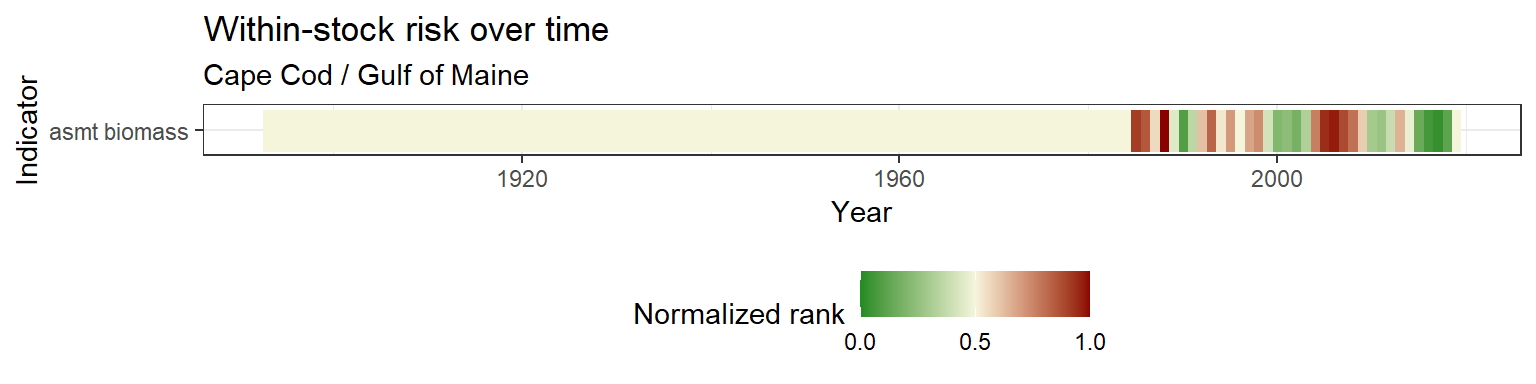 Within-stock risk over time
Cape Cod / Gulf of Maine
Indicator
asmt biomass
1920 1960 2000
Year
Normalized rank
0.0 0.5 1.0